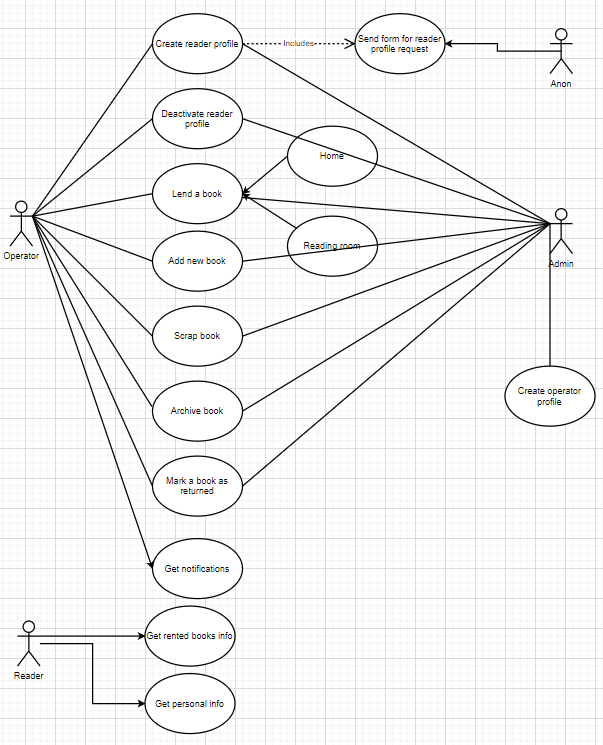 Create reader profile
Includes
Send form for reader
profile request
Anon
Deactivate reader
profile
Home
Lend a book
Operator
Reading room
Add new book
Admin
Scrap book
Create operator
profile
Archive book
Mark a book as
returned
Get notifications
Get rented books info
Reader
Get personal info